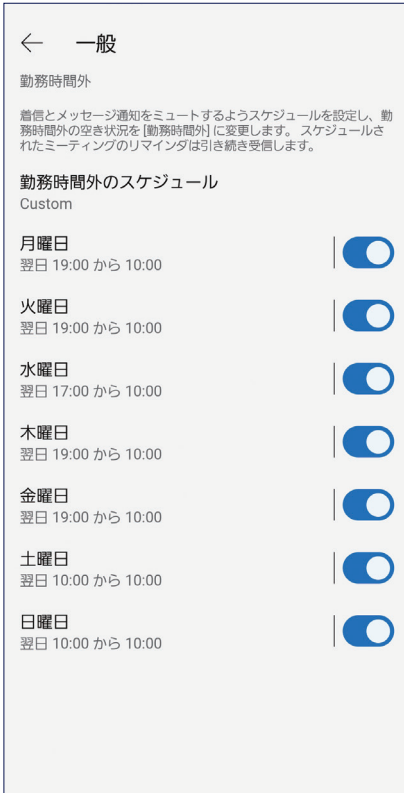 一般
勤務時間外
着信とメッセージ通知をミュートするようスケジュールを設定し、勤
務時間外の空き状況を [勤務時間外] に変更します。 スケジュールさ
れたミーティングのリマインダは引き続き受信します。
勤務時間外のスケジュール
Custom
月曜日
翌日 19:00 から 10:00
火曜日
翌日 19:00 から 10:00
水曜日
翌日 17:00 から 10:00
木曜日
翌日 19:00 から 10:00
金曜日
翌日 19:00 から 10:00
土曜日
翌日 10:00 から 10:00
日曜日
翌日 10:00 から 10:00